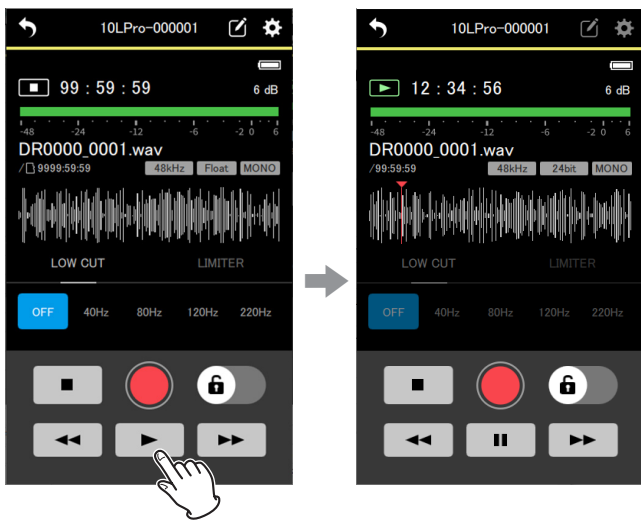 10LPro-000001
99 : 59 : 59
6 dB
-48 -24 -12 -6 -2 0 6
DR0000_0001.wav
/ 9999:59:59 48kHz Float MONO
LOW CUT LIMITER
OFF 40Hz 80Hz 120Hz 220Hz
10LPro-000001
12 : 34 : 56
6 dB
-48 -24 -12 -6 -2 0 6
DR0000_0001.wav
/99:59:59 48kHz 24bit MONO
LOW CUT LIMITER
OFF 40Hz 80Hz 120Hz 220Hz